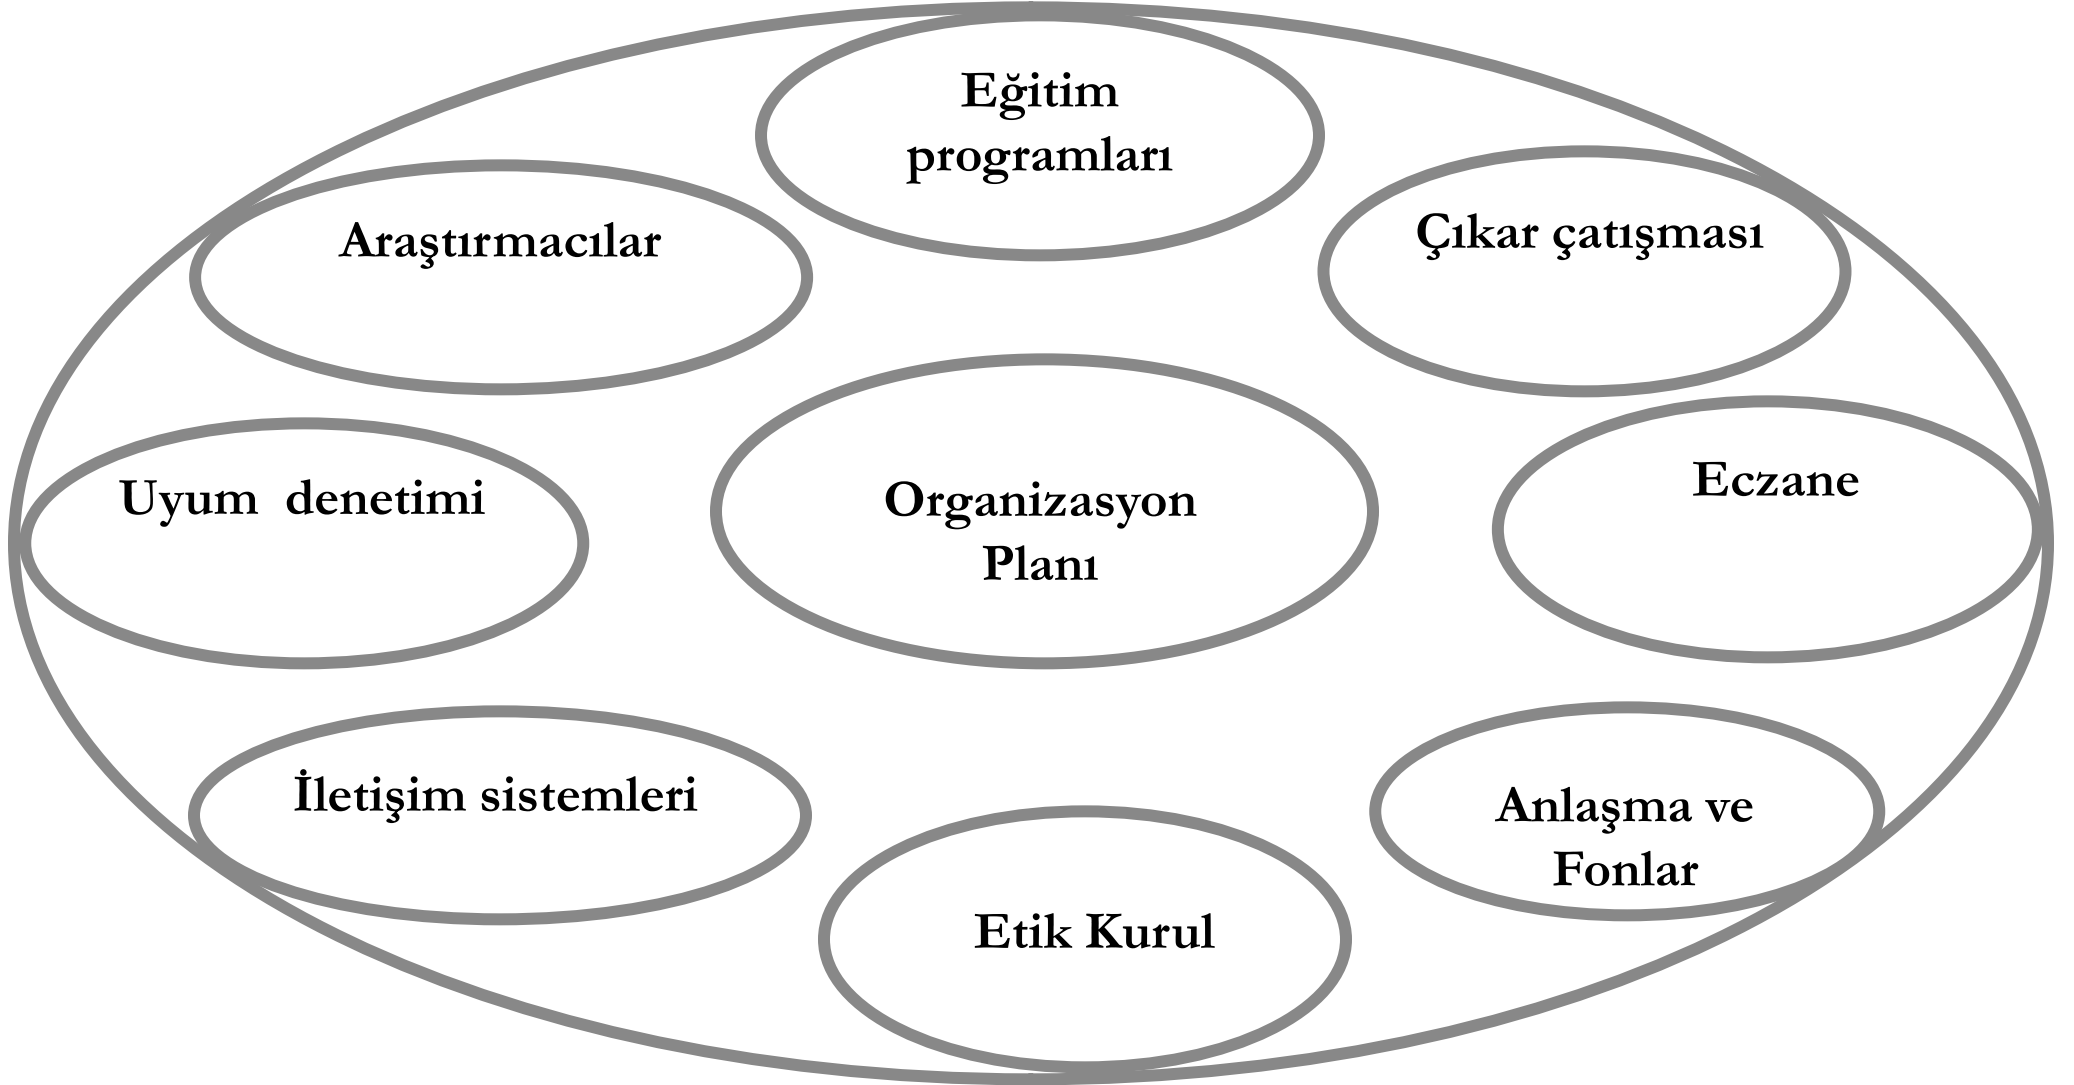 Eğitim
programları
Araştırmacılar
Çıkar çatışması
Uyum  denetimi
Organizasyon
Planı
Eczane
İletişim sistemleri
Anlaşma ve
Fonlar
Etik Kurul